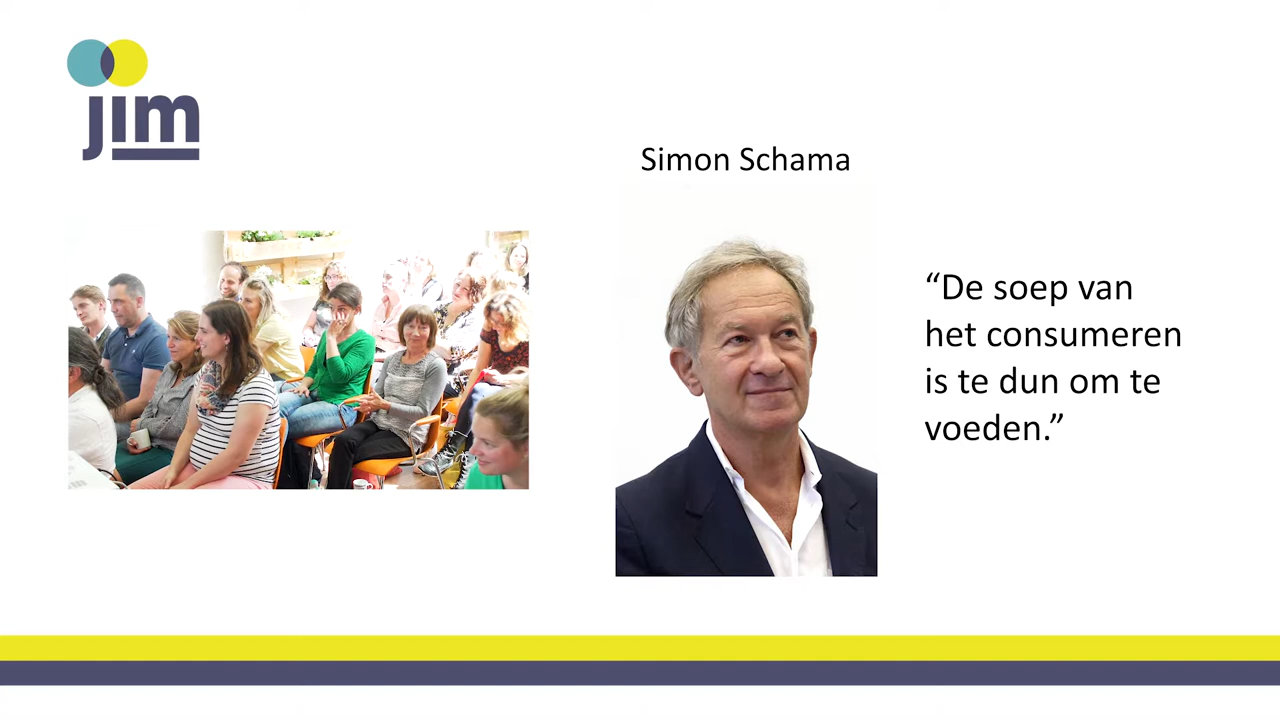 jim
Simon Schama
“De soep van
het consumeren
is te dun om te
voeden.”